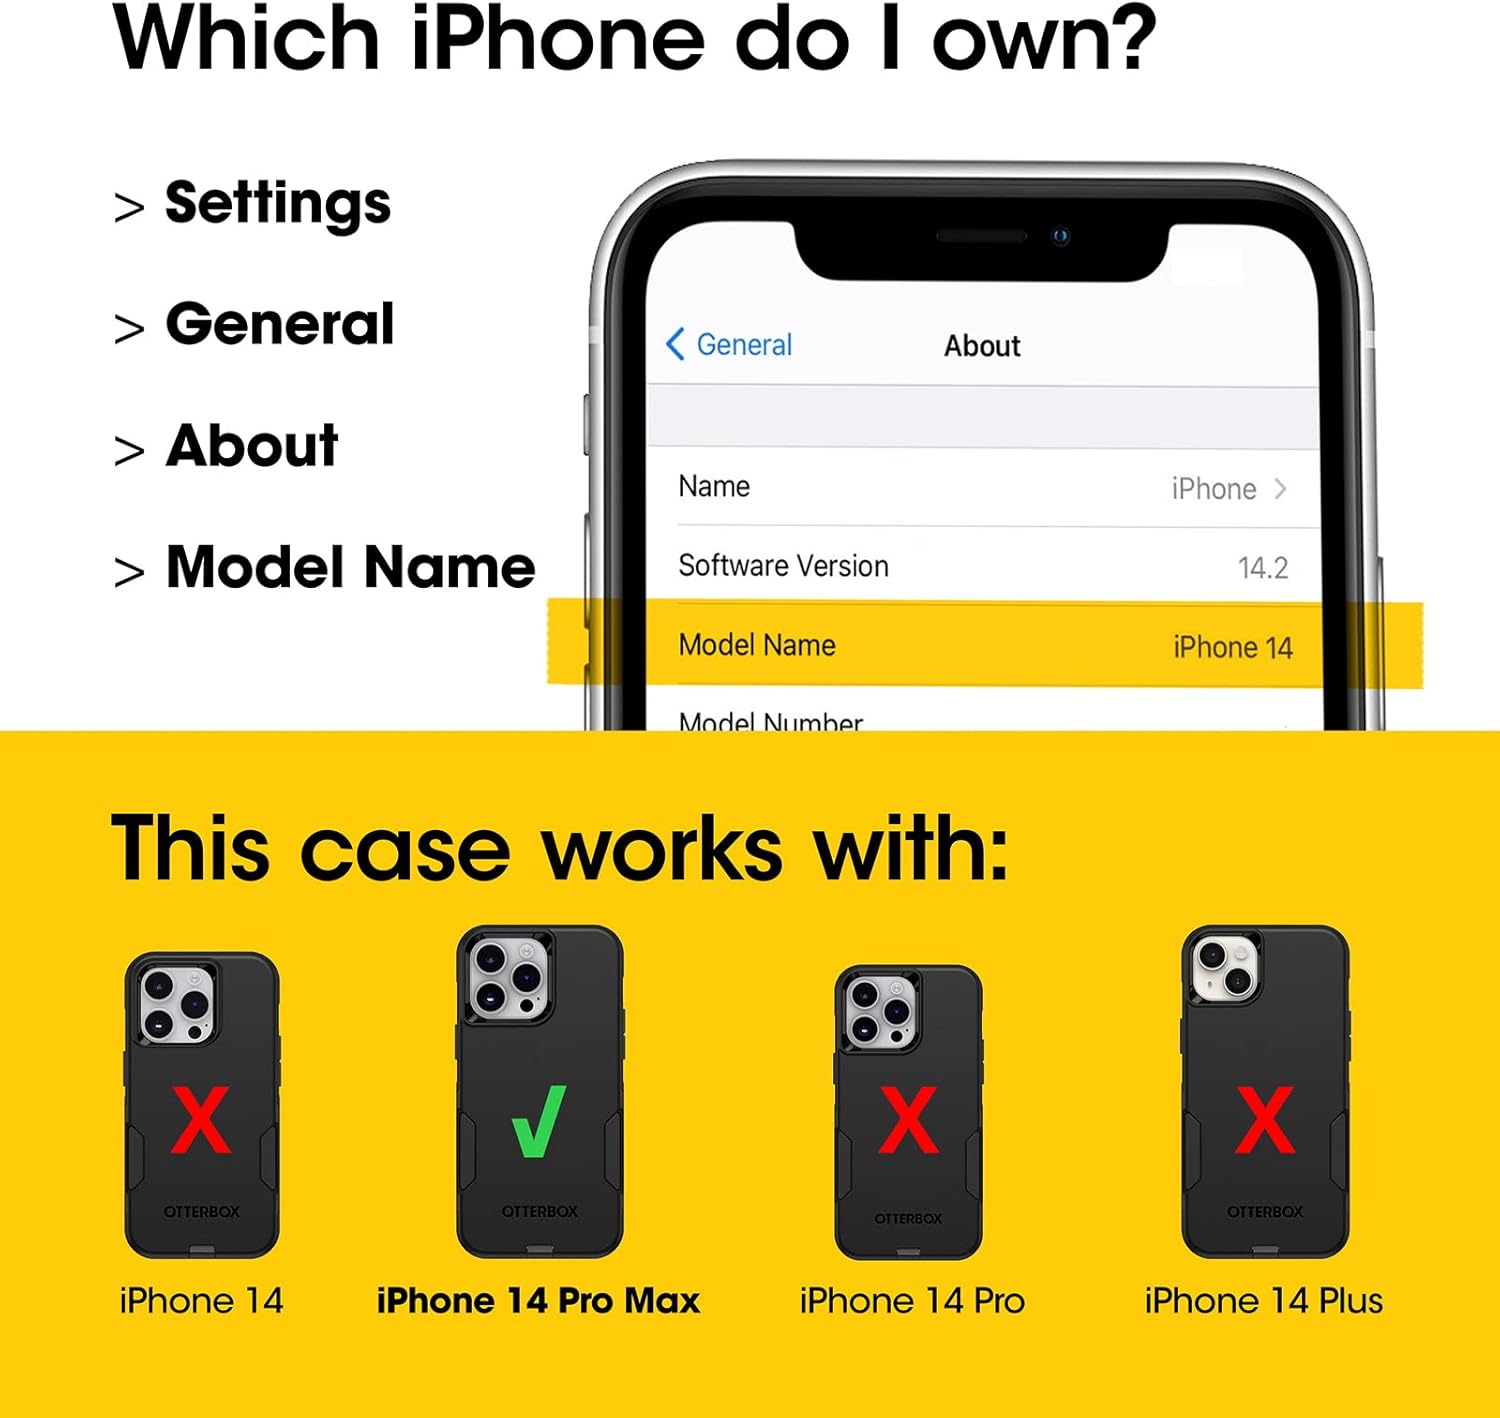 Which iPhone do I own?
> Settings
> General
> About
> Model Name
< General About
Name iPhone >
Software Version 14.2
Model Name iPhone 14
Model Number
This case works with:
X
✓
X
X
OTTERBOX
OTTERBOX
OTTERBOX
OTTERBOX
iPhone 14
iPhone 14 Pro Max
iPhone 14 Pro
iPhone 14 Plus